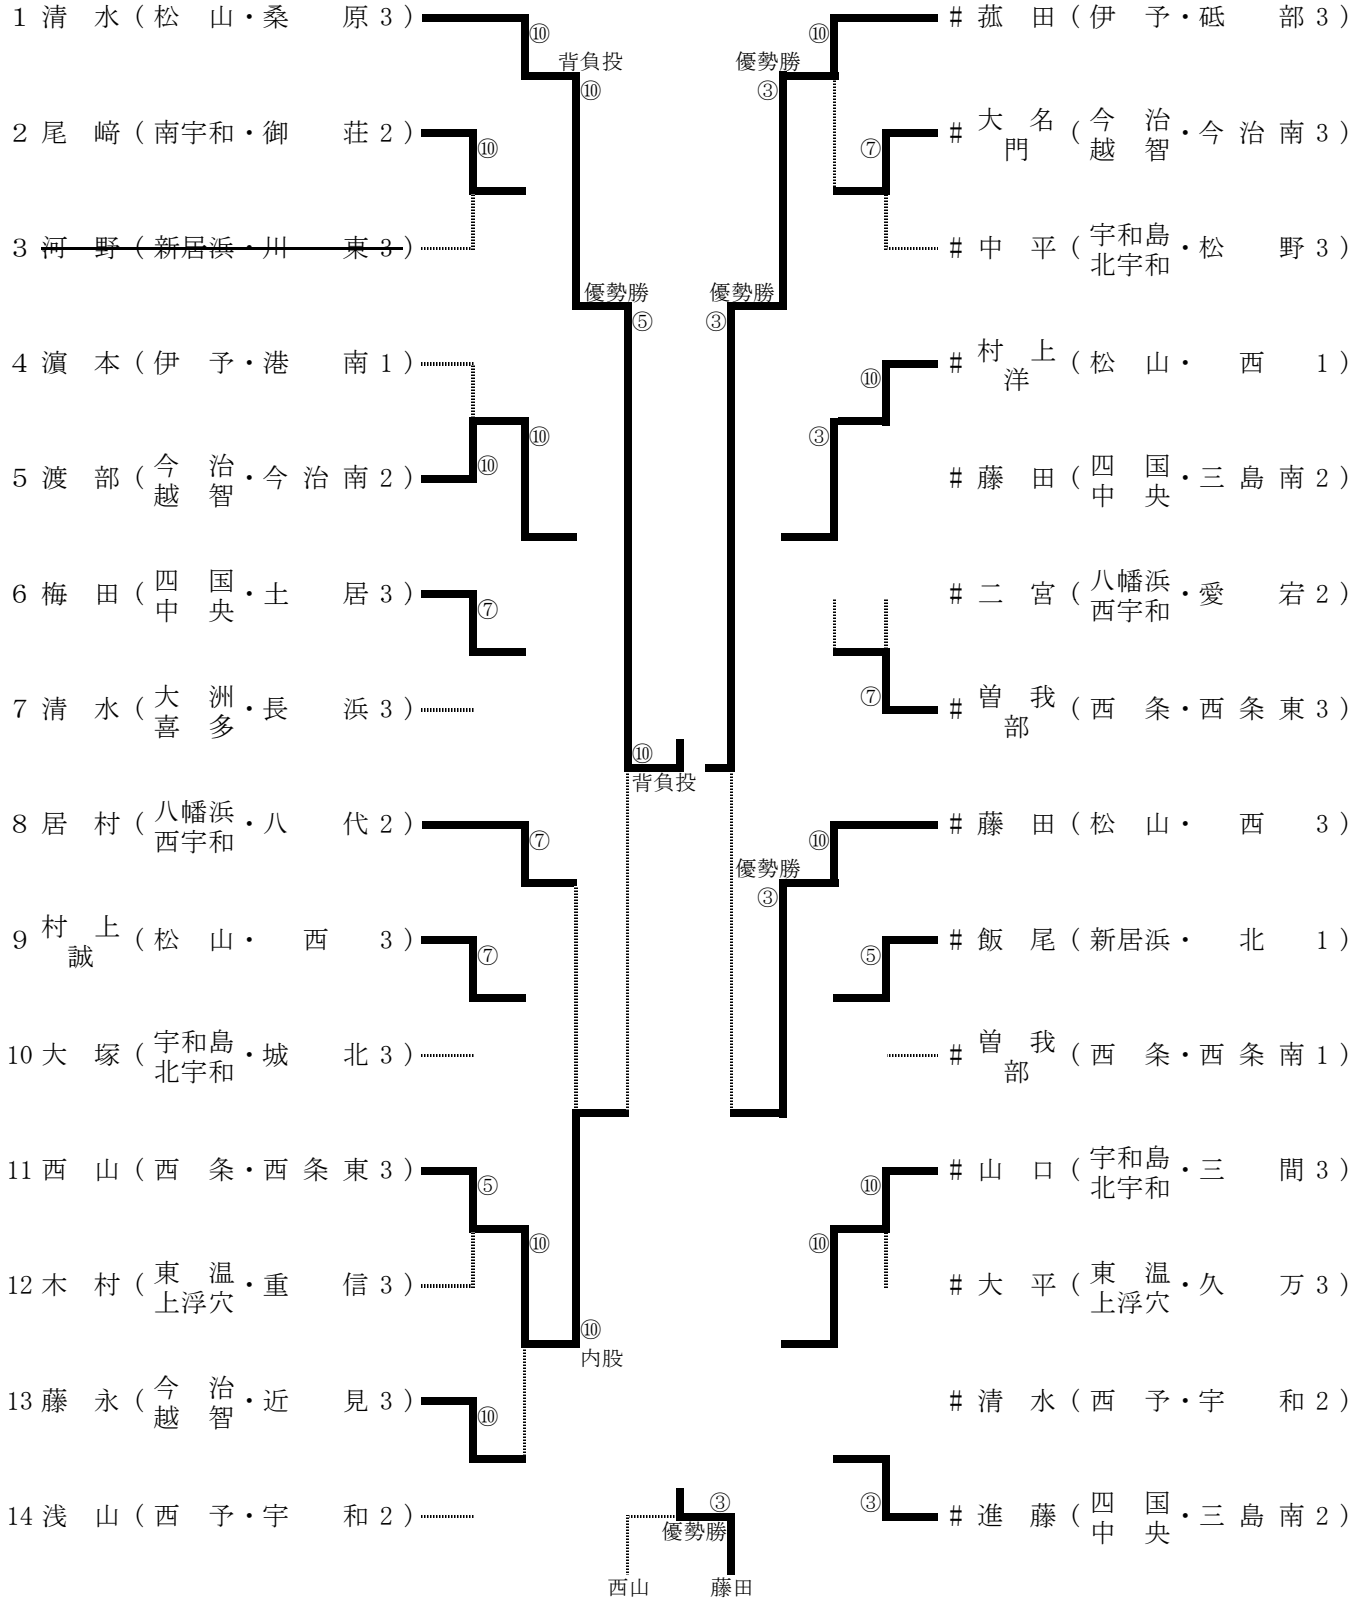 1 清 水 ( 松 山・桑 原 3 )
⑩
背負投
⑩
2 尾 﨑 ( 南宇和・御 荘 2 )
⑩
3 河 野 ( 新居浜・川 東 3 )
優勢勝
⑤
4 濵 本 ( 伊 予・港 南 1 )
⑩
5 渡 部 ( 今 治 越 智・今 治 南 2 )
⑩
6 梅 田 ( 四 国 中 央・土 居 3 )
⑦
7 清 水 ( 大 洲 喜 多・長 浜 3 )
⑩
背負投
8 居 村 ( 八幡浜 西宇和・八 代 2 )
⑦
9 村 上 誠 ( 松 山・ 西 3 )
⑦
10 大 塚 ( 宇和島 北宇和・城 北 3 )
11 西 山 ( 西 条・西 条 東 3 )
⑤
⑩
12 木 村 ( 東 温 上浮穴・重 信 3 )
⑩
内股
13 藤 永 ( 今 治 越 智・近 見 3 )
⑩
14 浅 山 ( 西 予・宇 和 2 )
# 菰 田 ( 伊 予・砥 部 3 )
⑩
優勢勝
③
# 大 名 門 ( 今 治 越 智・今 治 南 3 )
⑦
# 中 平 ( 宇和島 北宇和・松 野 3 )
優勢勝
③
# 村 上 洋 ( 松 山・ 西 1 )
⑩
③
# 藤 田 ( 四 国 中 央・三 島 南 2 )
# 二 宮 ( 八幡浜 西宇和・愛 宕 2 )
⑦
# 曽 我 部 ( 西 条・西 条 東 3 )
# 藤 田 ( 松 山・ 西 3 )
⑩
優勢勝
③
# 飯 尾 ( 新居浜・ 北 1 )
⑤
# 曽 我 部 ( 西 条・西 条 南 1 )
# 山 口 ( 宇和島 北宇和・三 間 3 )
⑩
⑩
# 大 平 ( 東 温 上浮穴・久 万 3 )
# 清 水 ( 西 予・宇 和 2 )
③
# 進 藤 ( 四 国 中 央・三 島 南 2 )
③
優勢勝
西山 藤田